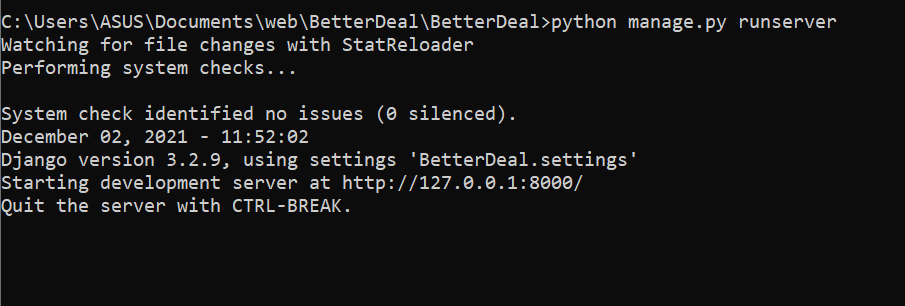 C:\Users\ASUS\Documents\web\BetterDeal\BetterDeal>python manage.py runserver
Watching for file changes with StatReloader
Performing system checks...
System check identified no issues (0 silenced).
December 02, 2021 - 11:52:02
Django version 3.2.9, using settings 'BetterDeal.settings'
Starting development server at http://127.0.0.1:8000/
Quit the server with CTRL-BREAK.